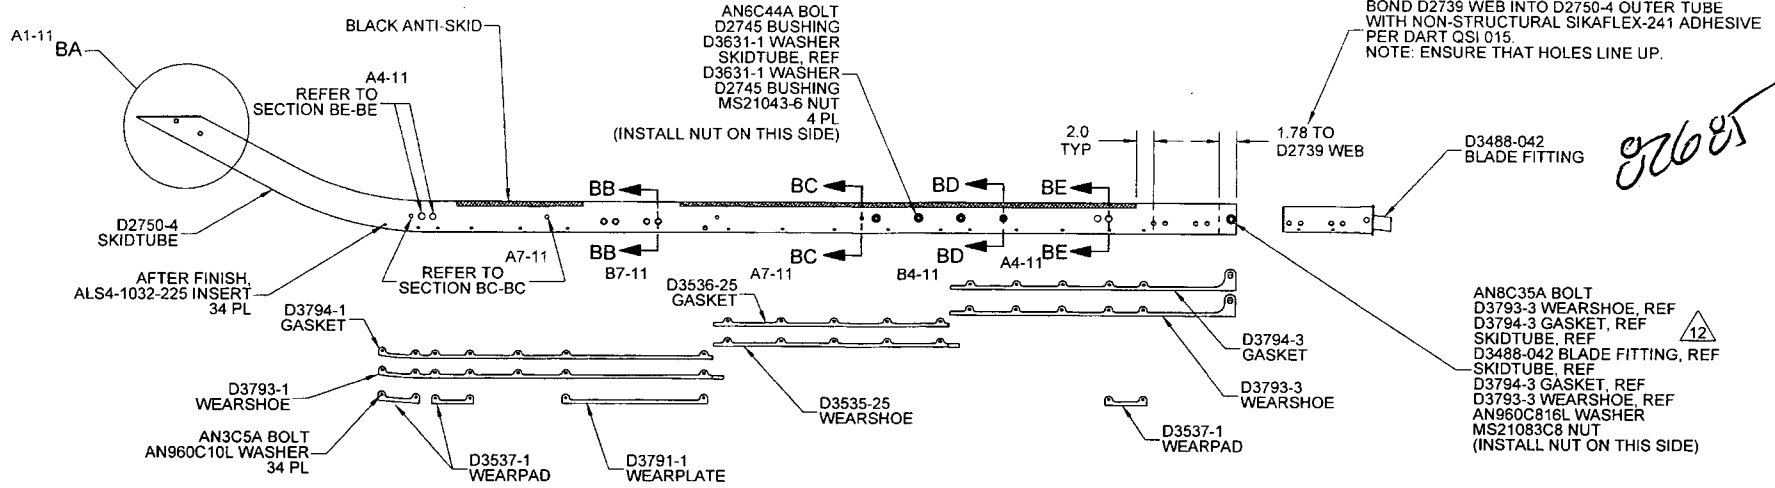 A1-11
BA
BLACK ANTI-SKID
A4-11
REFER TO
SECTION BE-BE
AN6C44A BOLT
D2745 BUSHING
D3631-1 WASHER
SKIDTUBE, REF
D3631-1 WASHER
D2745 BUSHING
MS21043-6 NUT
4 PL
(INSTALL NUT ON THIS SIDE)
BOND D2739 WEB INTO D2750-4 OUTER TUBE
WITH NON-STRUCTURAL SIKAFLEX-241 ADHESIVE
PER DART QSI 015.
NOTE: ENSURE THAT HOLES LINE UP.
2.0
TYP
1.78 TO
D2739 WEB
D3488-042
BLADE FITTING
BB
BC
BD
BE
D2750-4
SKIDTUBE
AFTER FINISH,
ALS4-1032-225 INSERT
34 PL
REFER TO
SECTION BC-BC
A7-11
BB
B7-11
BC
A7-11
BD
B4-11
BE
A4-11
D3794-1
GASKET
D3536-25
GASKET
D3794-3
GASKET
D3793-1
WEARSHOE
D3535-25
WEARSHOE
D3793-3
WEARSHOE
AN3C5A BOLT
AN960C10L WASHER
34 PL
D3537-1
WEARPAD
D3791-1
WEARPLATE
D3537-1
WEARPAD
AN8C35A BOLT
D3793-3 WEARSHOE, REF
D3794-3 GASKET, REF
SKIDTUBE, REF
D3488-042 BLADE FITTING, REF
SKIDTUBE, REF
D3794-3 GASKET, REF
D3793-3 WEARSHOE, REF
AN960C816L WASHER
MS21083C8 NUT
(INSTALL NUT ON THIS SIDE)
12